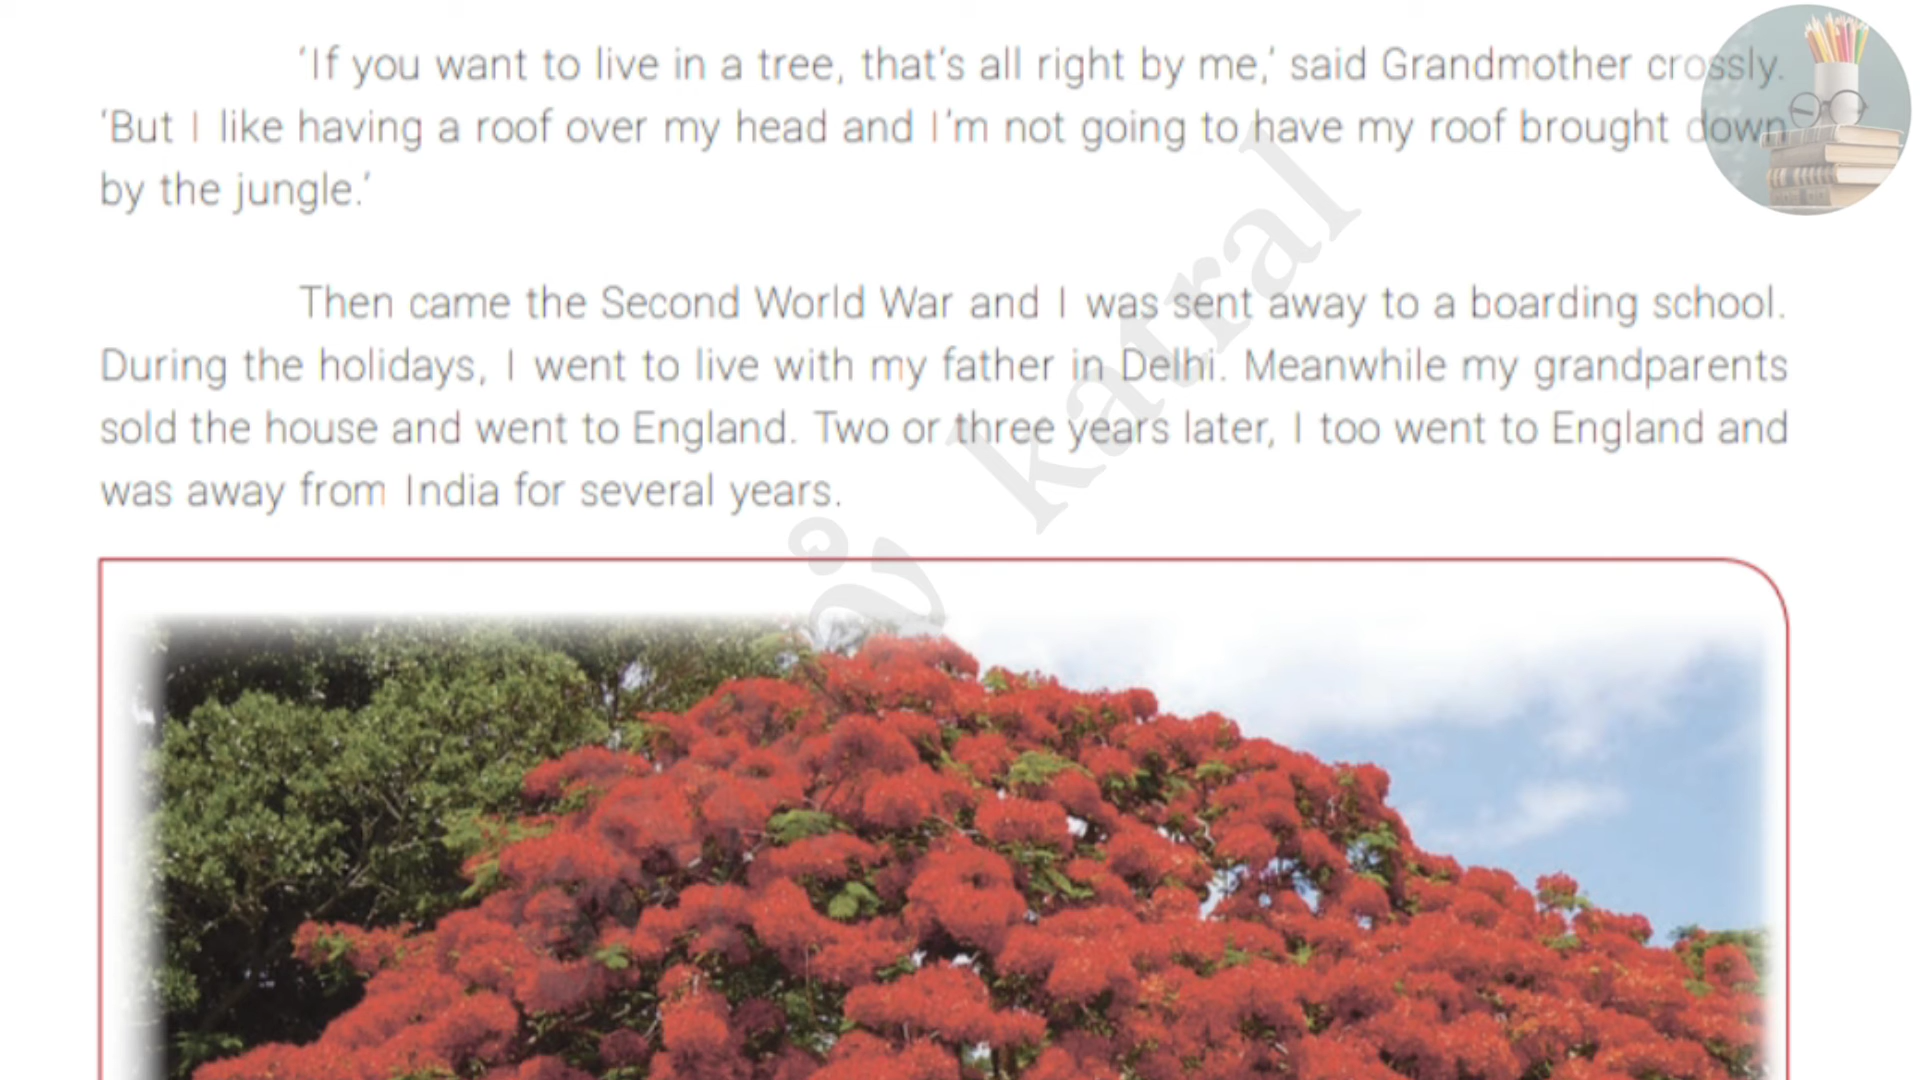 ‘If you want to live in a tree, that’s all right by me,’ said Grandmother crossly.
‘But I like having a roof over my head and I’m not going to have my roof brought down
by the jungle.’
Then came the Second World War and I was sent away to a boarding school.
During the holidays, I went to live with my father in Delhi. Meanwhile my grandparents
sold the house and went to England. Two or three years later, I too went to England and
was away from India for several years.
katral